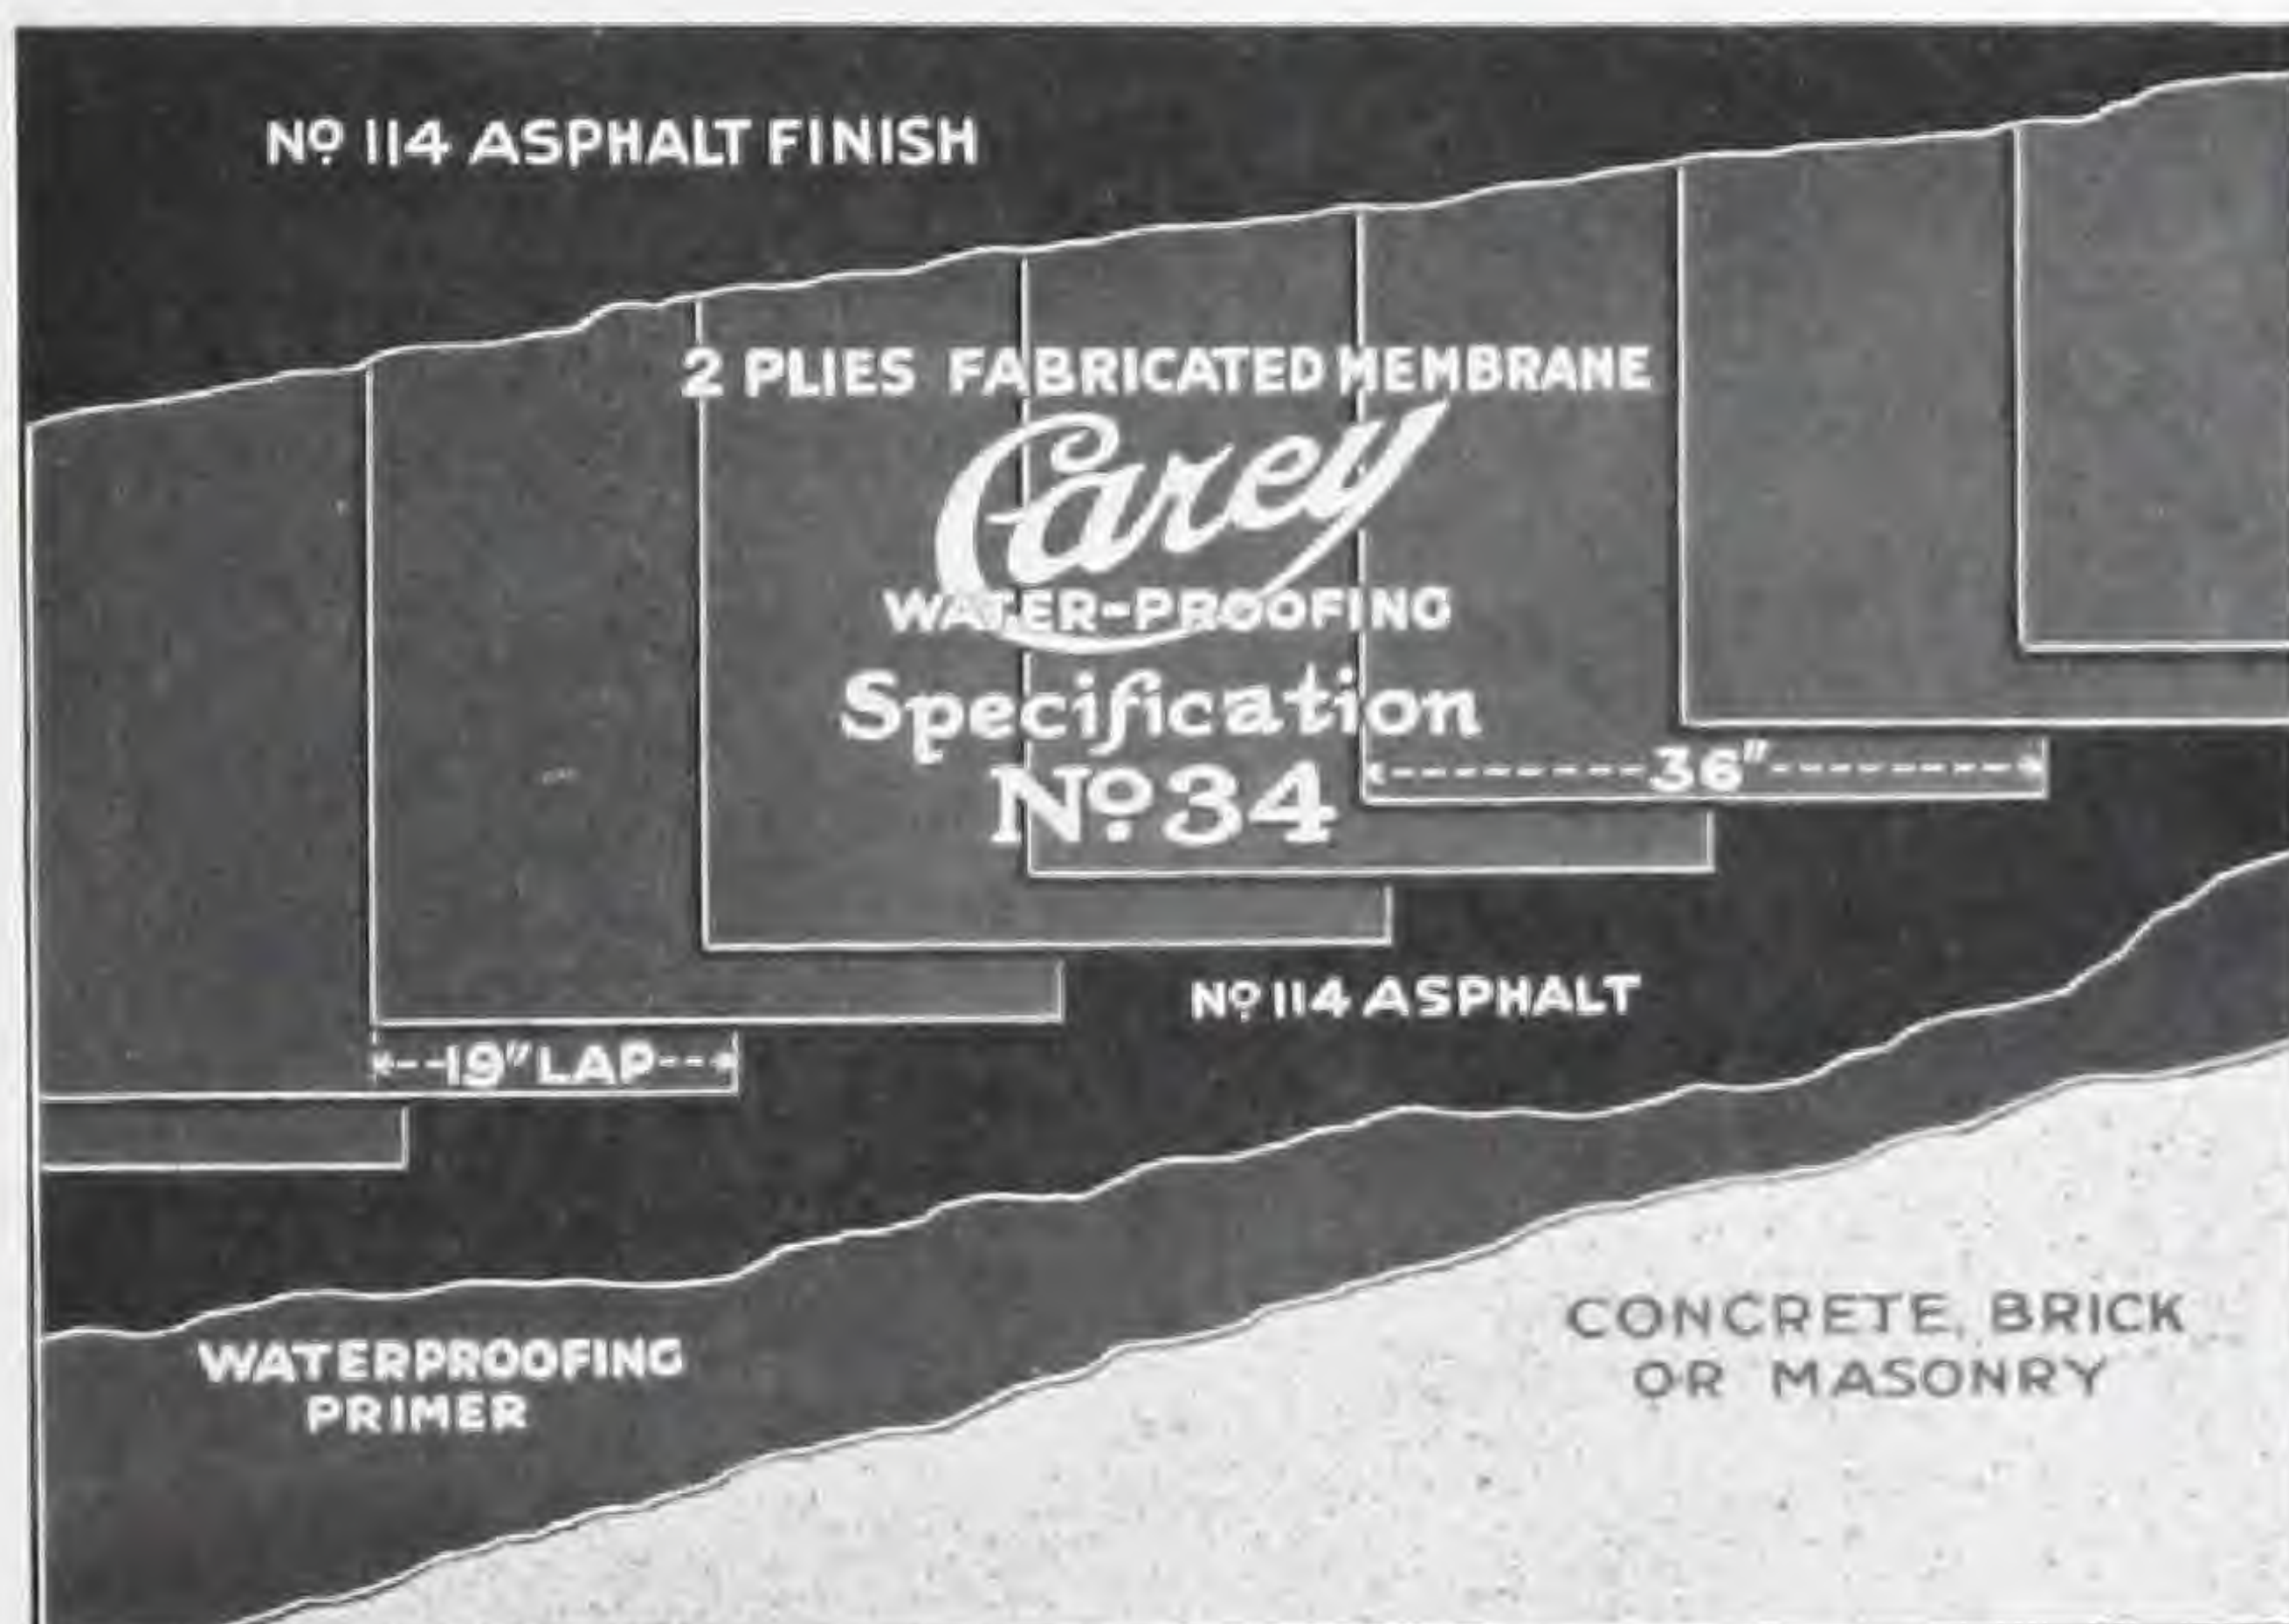 Nº 114 ASPHALT FINISH
2 PLIES FABRICATED MEMBRANE
Carey
WATER-PROOFING
Specification
Nº 34
36"
Nº 114 ASPHALT
19" LAP
WATERPROOFING
PRIMER
CONCRETE, BRICK
OR MASONRY